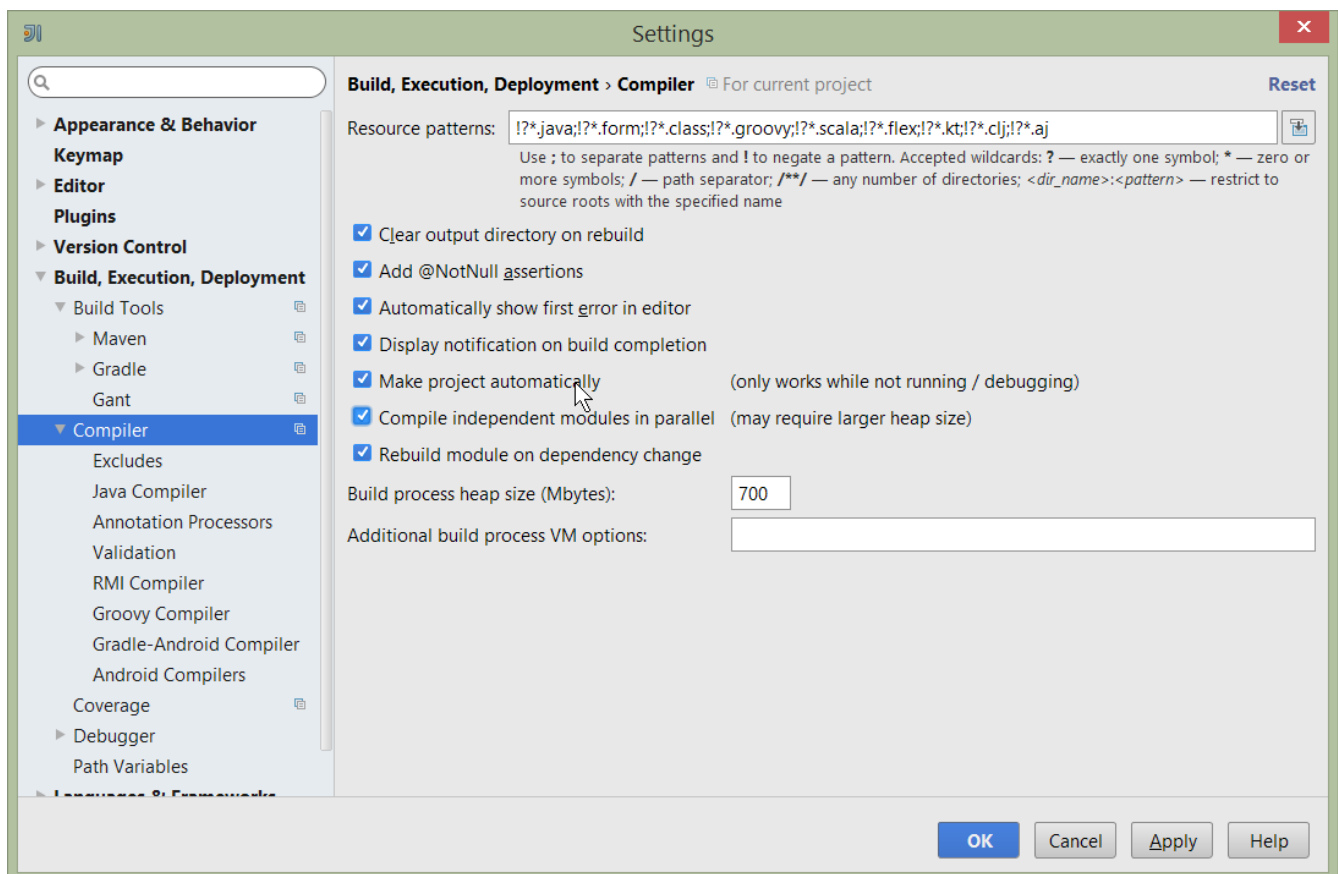 Settings
Build, Execution, Deployment › Compiler For current project Reset
Appearance & Behavior
Keymap
Editor
Plugins
Version Control
Build, Execution, Deployment
Build Tools
Maven
Gradle
Gant
Compiler
Excludes
Java Compiler
Annotation Processors
Validation
RMI Compiler
Groovy Compiler
Gradle-Android Compiler
Android Compilers
Coverage
Debugger
Path Variables
Languages & Frameworks
Resource patterns: !?*.java;!?*.form;!?*.class;!?*.groovy;!?*.scala;!?*.flex;!?*.kt;!?*.clj;!?*.aj
Use ; to separate patterns and ! to negate a pattern. Accepted wildcards: ? — exactly one symbol; * — zero or
more symbols; / — path separator; /**/ — any number of directories; <dir_name>:<pattern> — restrict to
source roots with the specified name
Clear output directory on rebuild
Add @NotNull assertions
Automatically show first error in editor
Display notification on build completion
Make project automatically (only works while not running / debugging)
Compile independent modules in parallel (may require larger heap size)
Rebuild module on dependency change
Build process heap size (Mbytes): 700
Additional build process VM options:
OK Cancel Apply Help